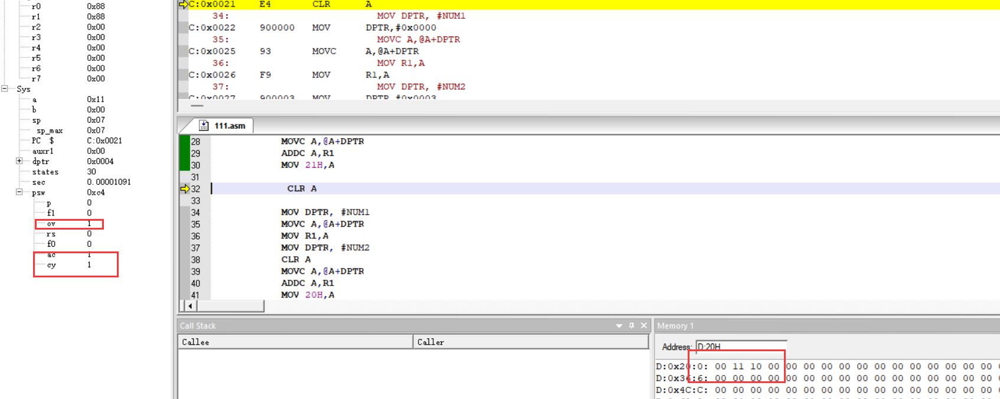 r0 0x88
r1 0x88
r2 0x00
r3 0x00
r4 0x00
r5 0x00
r6 0x00
r7 0x00
Sys
a 0x11
b 0x00
sp 0x07
sp_max 0x07
PC $ C:0x0021
auxr1 0x00
dptr 0x0004
states 30
sec 0.00001091
psw 0xc4
p 0
f1 0
ov 1
rs 0
f0 0
ac 1
cy 1
C:0x0021 E4 CLR A
34: MOV DPTR, #NUM1
C:0x0022 900000 MOV DPTR,#0x0000
35: MOVC A,@A+DPTR
C:0x0025 93 MOVC A,@A+DPTR
36: MOV R1,A
C:0x0026 F9 MOV R1,A
37: MOV DPTR, #NUM2
C:0x0027 900003 MOV DPTR,#0x0003
111.asm
28 MOVC A,@A+DPTR
29 ADDC A,R1
30 MOV 21H,A
31
32 CLR A
33
34 MOV DPTR, #NUM1
35 MOVC A,@A+DPTR
36 MOV R1,A
37 MOV DPTR, #NUM2
38 CLR A
39 MOVC A,@A+DPTR
40 ADDC A,R1
41 MOV 20H,A
Call Stack
Callee Caller
Memory 1
Address: D:20H
D:0x20:0: 00 11 10 00 00 00 00 00 00 00 00 00 00 00 00 00
D:0x36:6: 00 00 00 00 00 00 00 00 00 00 00 00 00 00 00 00
D:0x4C:C: 00 00 00 00 00 00 00 00 00 00 00 00 00 00 00 00